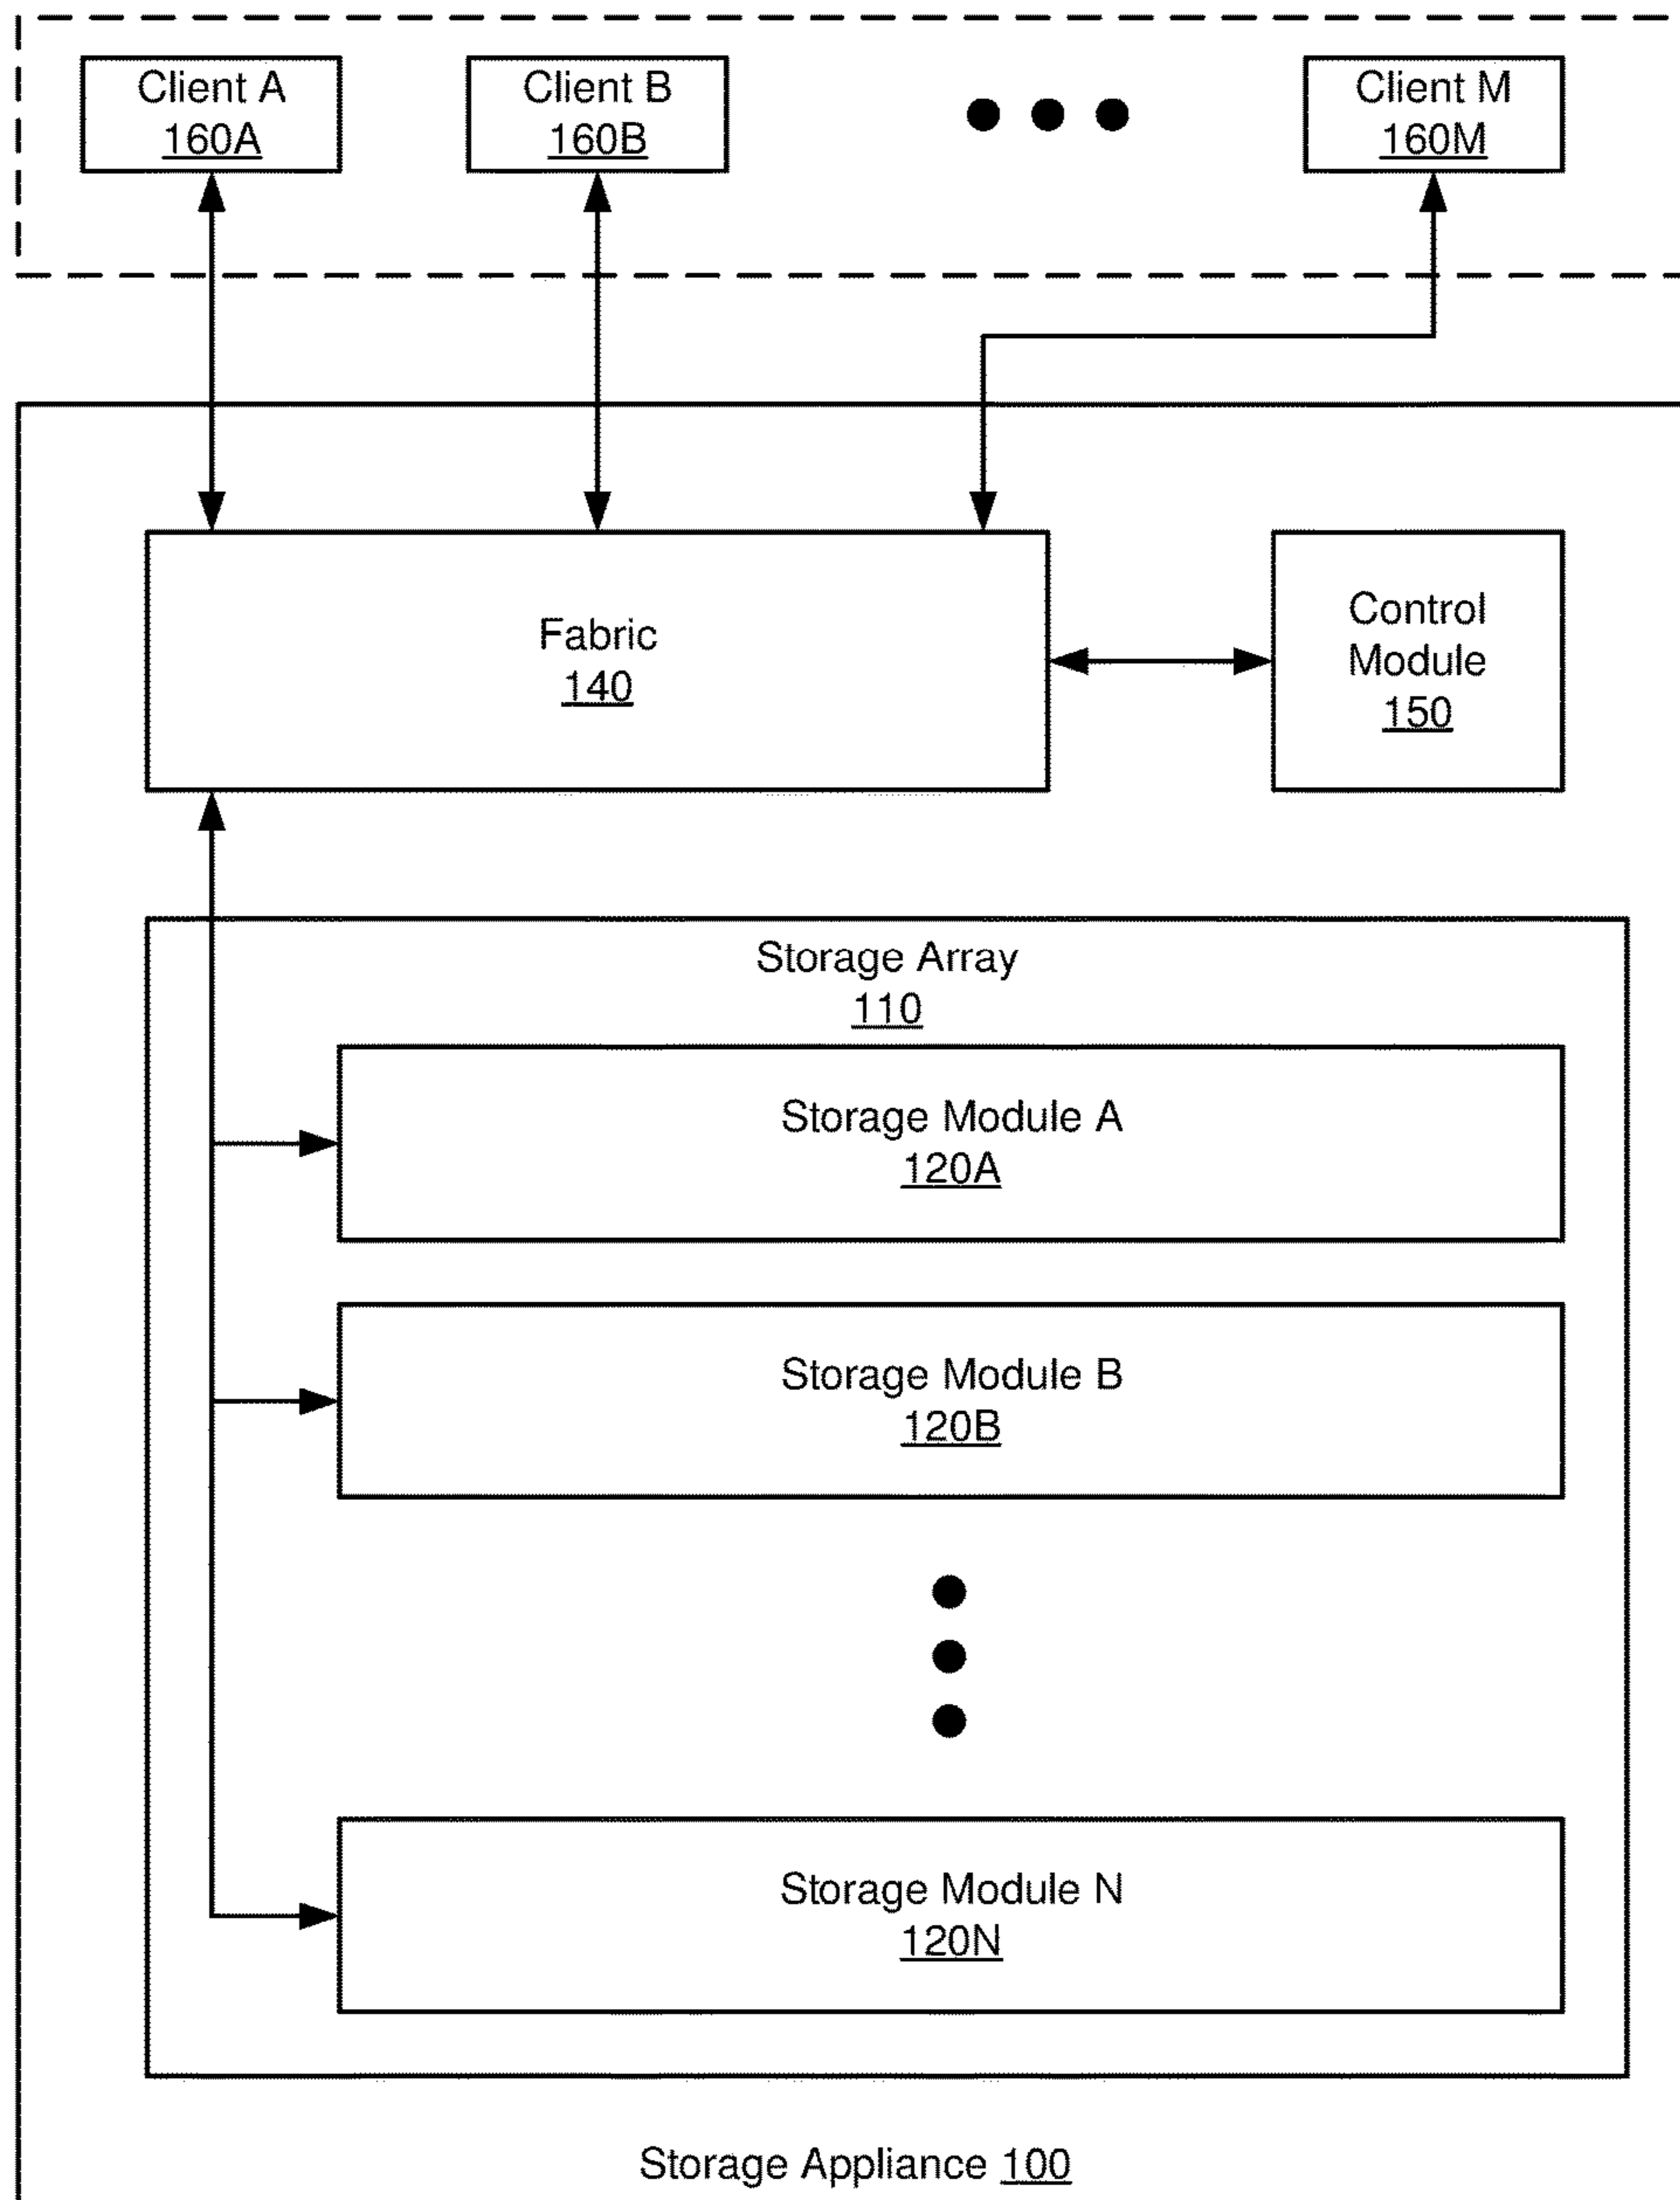 Client A
160A
Client B
160B
Client M
160M
Fabric
140
Control
Module
150
Storage Array
110
Storage Module A
120A
Storage Module B
120B
Storage Module N
120N
Storage Appliance 100